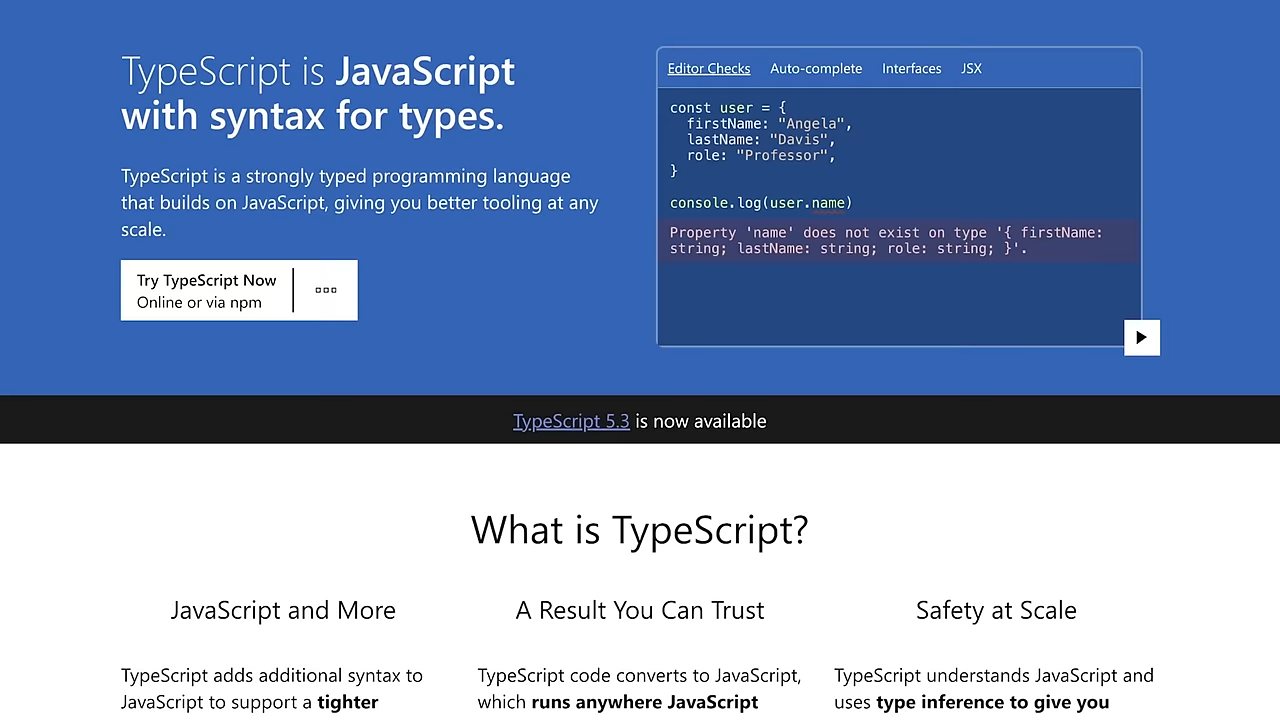 TypeScript is JavaScript
with syntax for types.
TypeScript is a strongly typed programming language
that builds on JavaScript, giving you better tooling at any
scale.
Try TypeScript Now
Online or via npm
Editor Checks Auto-complete Interfaces JSX
const user = {
  firstName: "Angela",
  lastName: "Davis",
  role: "Professor",
}
console.log(user.name)
Property 'name' does not exist on type '{ firstName:
string; lastName: string; role: string; }'.
TypeScript 5.3 is now available
What is TypeScript?
JavaScript and More
TypeScript adds additional syntax to
JavaScript to support a tighter
A Result You Can Trust
TypeScript code converts to JavaScript,
which runs anywhere JavaScript
Safety at Scale
TypeScript understands JavaScript and
uses type inference to give you